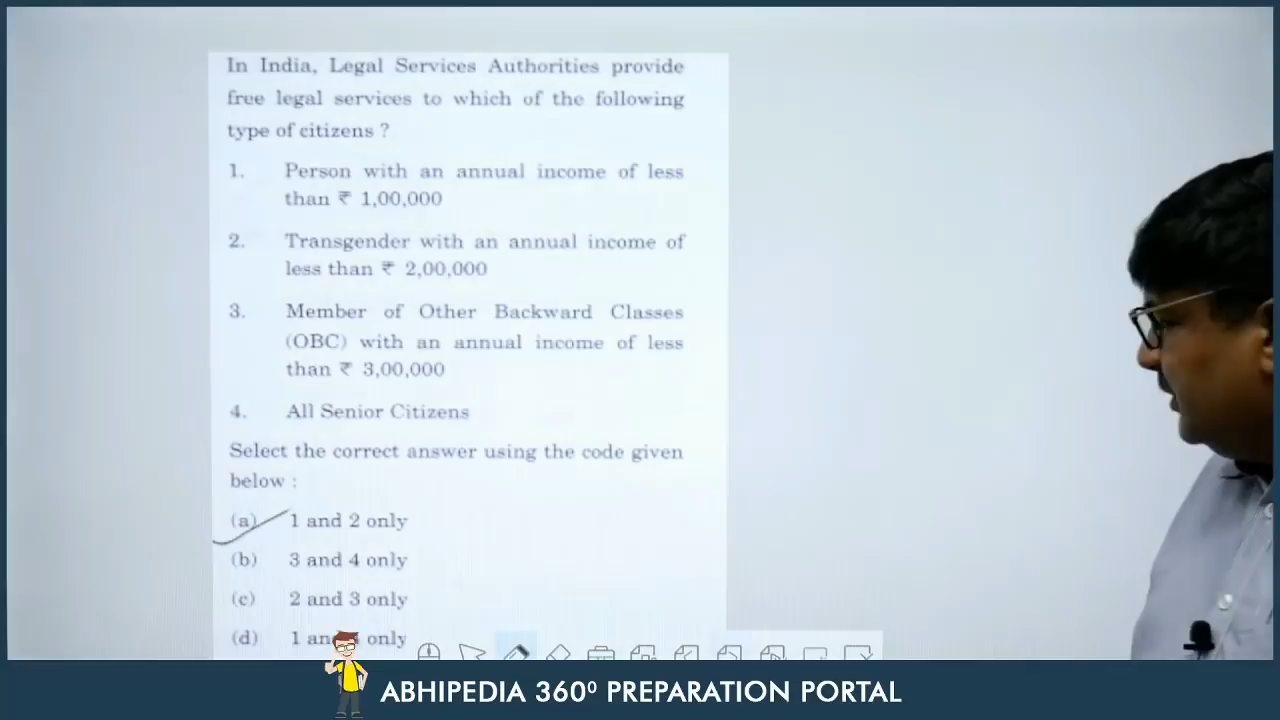 In India, Legal Services Authorities provide
free legal services to which of the following
type of citizens ?
1. Person with an annual income of less
than ₹ 1,00,000
2. Transgender with an annual income of
less than ₹ 2,00,000
3. Member of Other Backward Classes
(OBC) with an annual income of less
than ₹ 3,00,000
4. All Senior Citizens
Select the correct answer using the code given
below :
(a) 1 and 2 only
(b) 3 and 4 only
(c) 2 and 3 only
(d) 1 only
ABHIPEDIA 360⁰ PREPARATION PORTAL